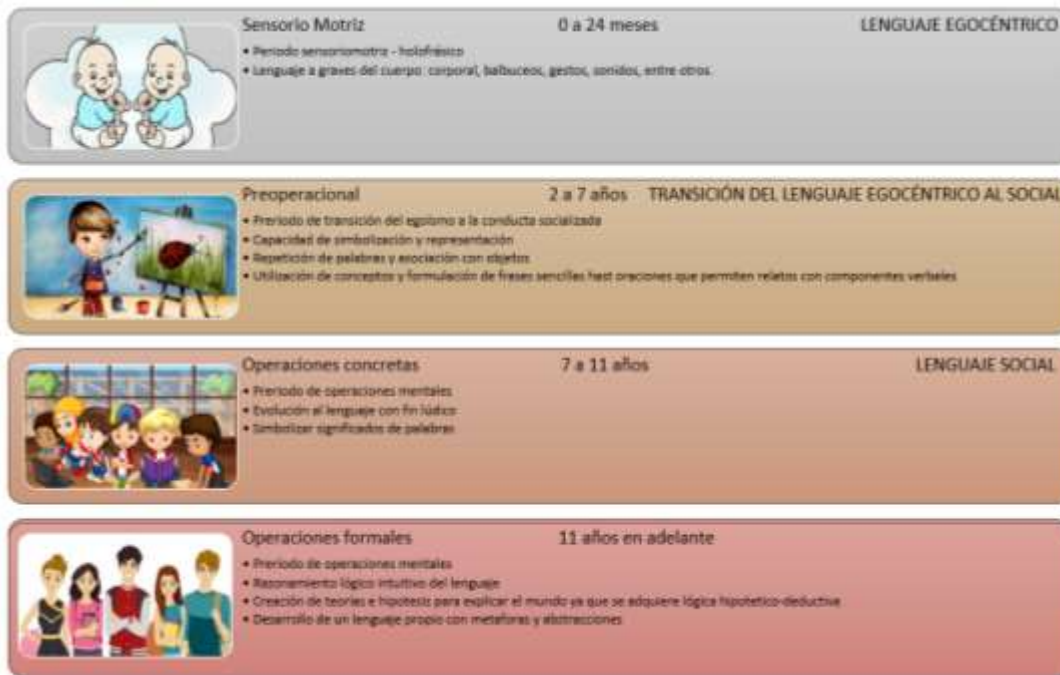 Sensorio Motriz 0 a 24 meses LENGUAJE EGOCÉNTRICO
• Periodo sensoriomotro - holofrásico
• Lenguaje a graves del cuerpo: corporal, balbuceos, gestos, sonidos, entre otros.
Preoperacional 2 a 7 años TRANSICIÓN DEL LENGUAJE EGOCÉNTRICO AL SOCIAL
• Preriodo de transición del egoísmo a la conducta socializada
• Capacidad de simbolización y representación
• Repetición de palabras y asociación con objetos
• Utilización de conceptos y formulación de frases sencillas hast oraciones que permiten relatos con componentes verbales
Operaciones concretas 7 a 11 años LENGUAJE SOCIAL
• Preriodo de operaciones mentales
• Evolución al lenguaje con fin lúdico
• Simbolizar significados de palabras
Operaciones formales 11 años en adelante
• Preriodo de operaciones mentales
• Razonamiento lógico intuitivo del lenguaje
• Creación de teorías e hipotesis para explicar el mundo ya que se adquiere lógica hipotetico-deductiva
• Desarrollo de un lenguaje propio con metaforas y abstracciones